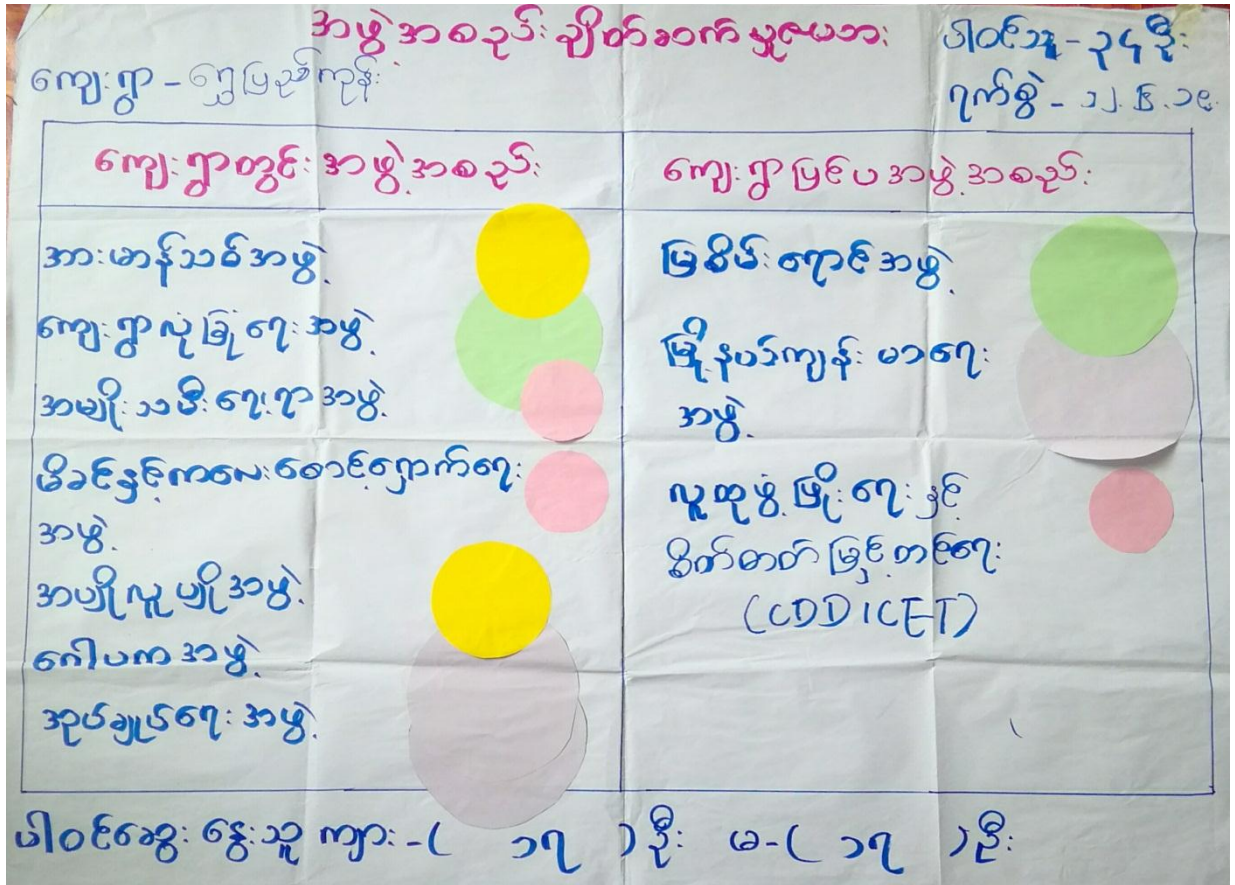 အဖွဲ့အစည်းချိတ်ဆက်မှုဇယား
ပါဝင်သူ - ၃၄ ဦး
ကျေးရွာ - ရွှေပြည်ကုန်း
ရက်စွဲ - ၁၂.၆.၁၉
ကျေးရွာတွင်း အဖွဲ့အစည်း
ကျေးရွာပြင်ပ အဖွဲ့အစည်း
အားမာန်သစ်အဖွဲ့
ကျေးရွာလုံခြုံရေးအဖွဲ့
အမျိုးသမီးရေးရာအဖွဲ့
မိခင်နှင့်ကလေးစောင့်ရှောက်ရေး
အဖွဲ့
အပျိုလူပျိုအဖွဲ့
ဂေါပကအဖွဲ့
အုပ်ချုပ်ရေးအဖွဲ့
မြစိမ်းရောင်အဖွဲ့
မြို့နယ်ကျန်းမာရေး
အဖွဲ့
လူထုဖွံ့ဖြိုးရေးနှင့်
စိတ်ဓာတ်မြှင့်တင်ရေး
(CDDICET)
ပါဝင်ဆွေးနွေးသူ ကျား - ( ၁၇ ) ဦး မ - ( ၁၇ ) ဦး